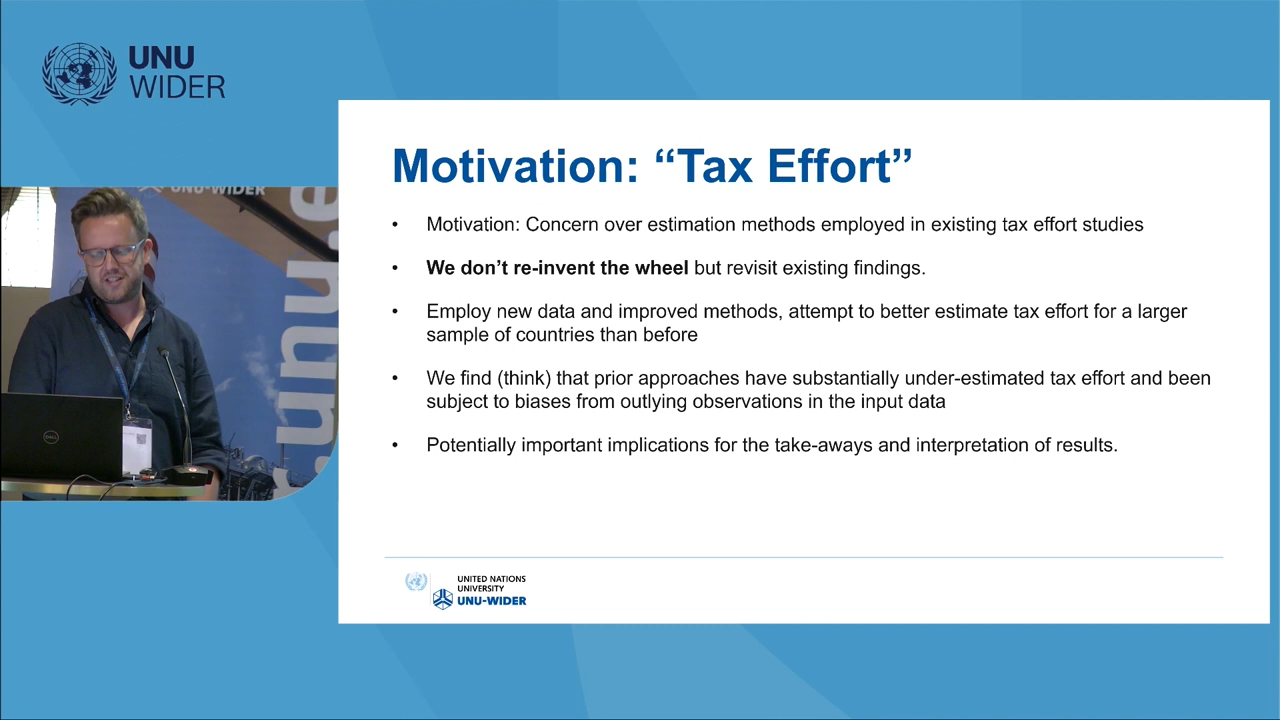 UNU
WIDER
UNU-WIDER
unu.e
DELL
Motivation: “Tax Effort”
• Motivation: Concern over estimation methods employed in existing tax effort studies
• We don’t re-invent the wheel but revisit existing findings.
• Employ new data and improved methods, attempt to better estimate tax effort for a larger
sample of countries than before
• We find (think) that prior approaches have substantially under-estimated tax effort and been
subject to biases from outlying observations in the input data
• Potentially important implications for the take-aways and interpretation of results.
UNITED NATIONS
UNIVERSITY
UNU-WIDER